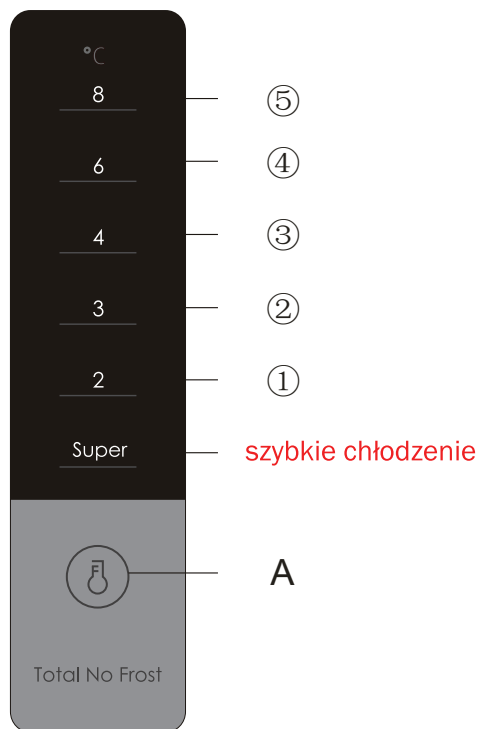 °C
8 ⑤
6 ④
4 ③
3 ②
2 ①
Super szybkie chłodzenie
A
Total No Frost